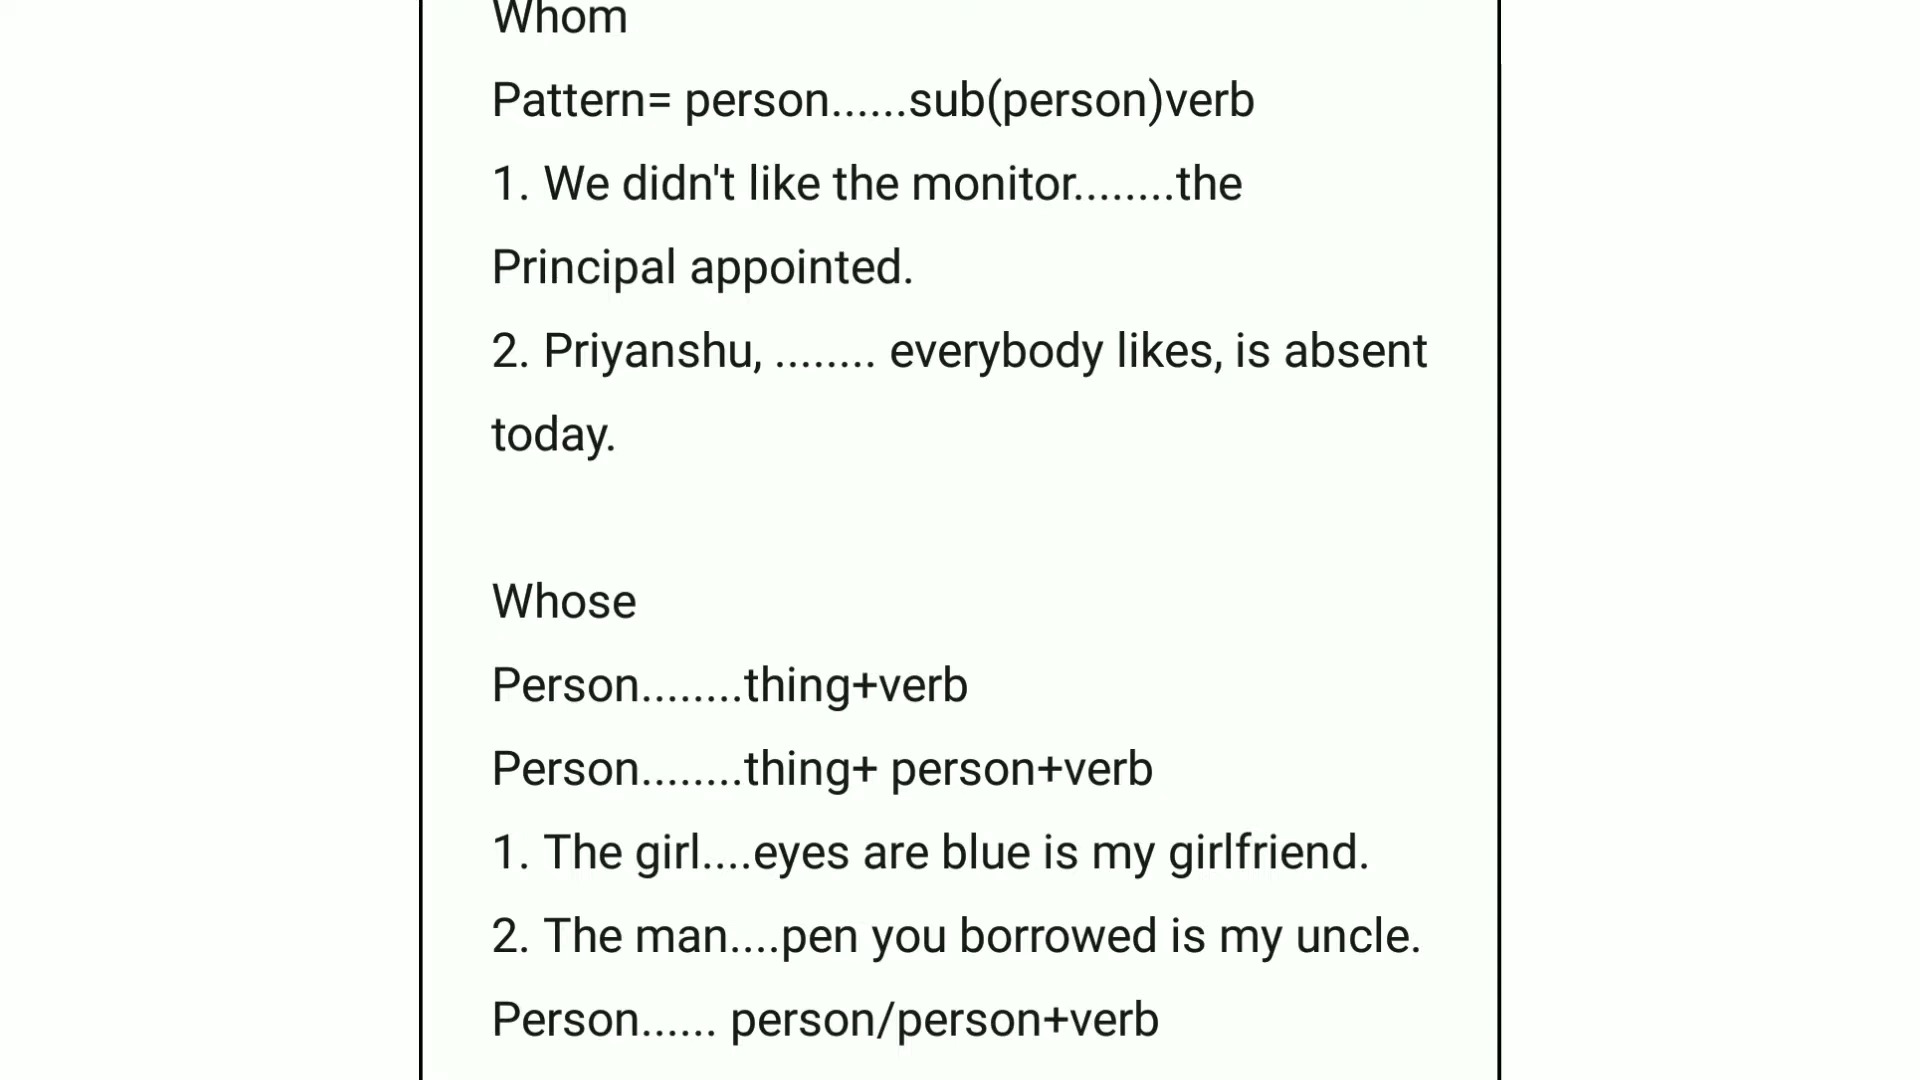 Whom
Pattern= person......sub(person)verb
1. We didn't like the monitor........the
Principal appointed.
2. Priyanshu, ........ everybody likes, is absent
today.
Whose
Person........thing+verb
Person........thing+ person+verb
1. The girl....eyes are blue is my girlfriend.
2. The man....pen you borrowed is my uncle.
Person...... person/person+verb